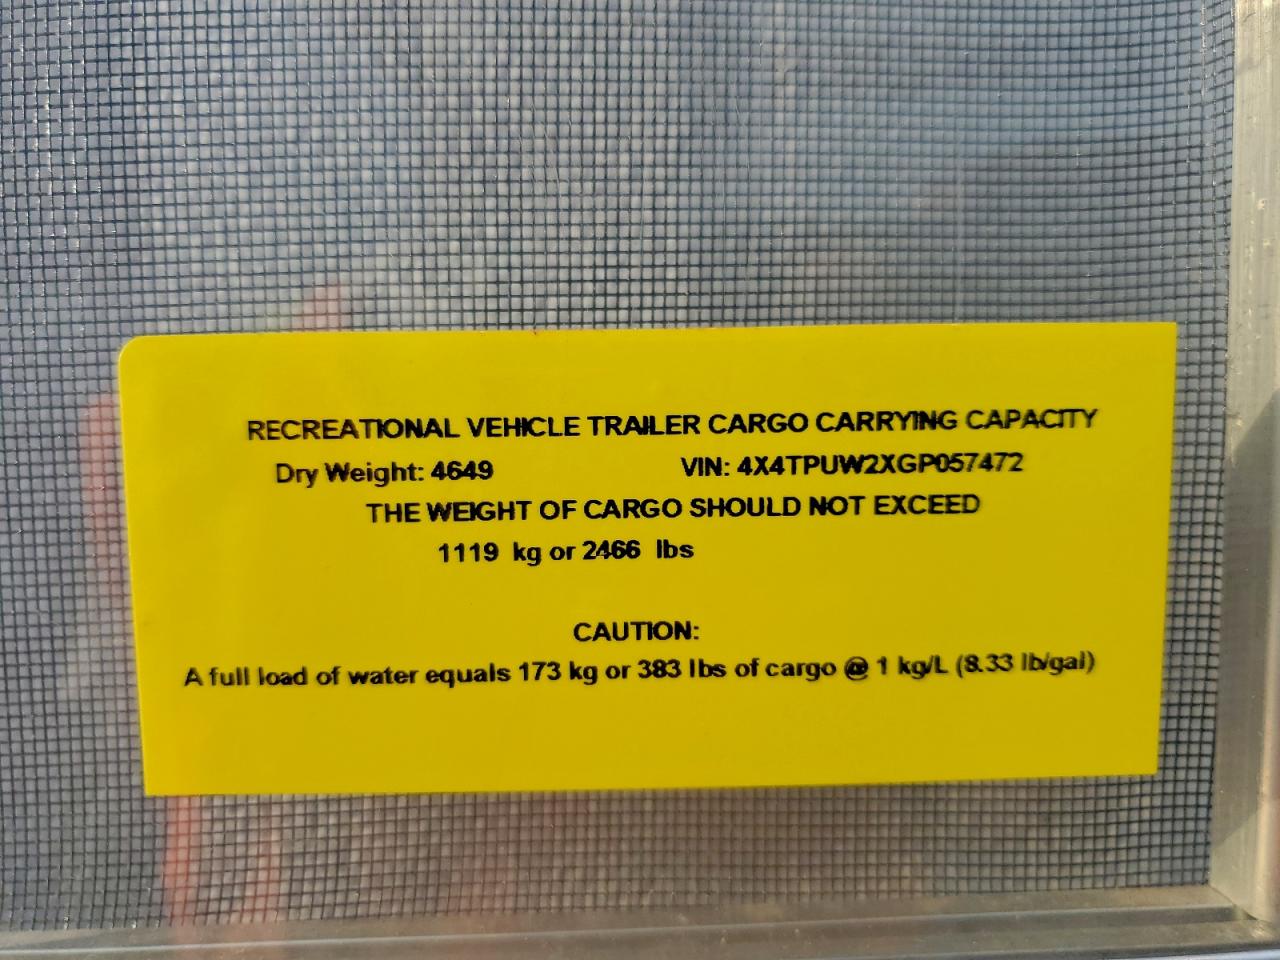 RECREATIONAL VEHICLE TRAILER CARGO CARRYING CAPACITY
Dry Weight: 4649 VIN: 4X4TPUW2XGP057472
THE WEIGHT OF CARGO SHOULD NOT EXCEED
1119 kg or 2466 lbs
CAUTION:
A full load of water equals 173 kg or 383 lbs of cargo @ 1 kg/L (8.33 lb/gal)